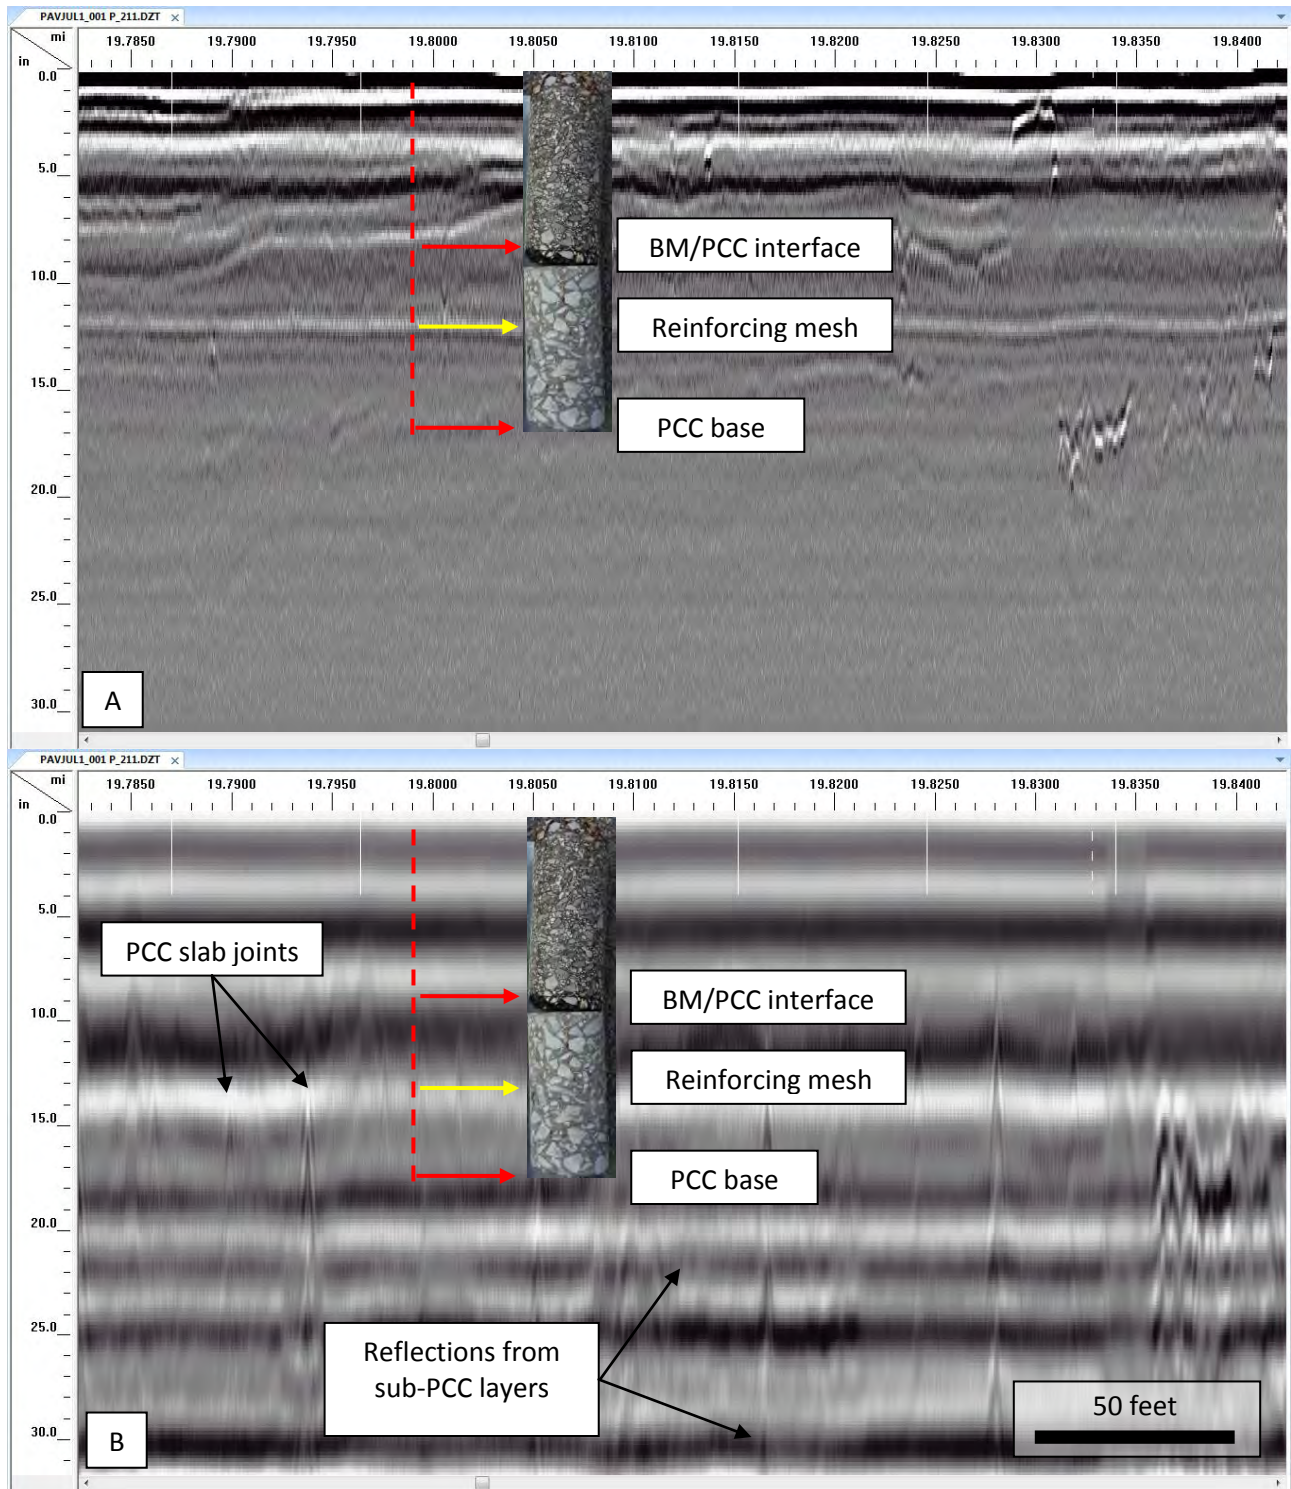 PAVJUL1_001 P_211.DZT
mi
in
19.7850 19.7900 19.7950 19.8000 19.8050 19.8100 19.8150 19.8200 19.8250 19.8300 19.8350 19.8400
0.0
5.0
BM/PCC interface
10.0
Reinforcing mesh
15.0
PCC base
20.0
25.0
30.0
A
PAVJUL1_001 P_211.DZT
mi
in
19.7850 19.7900 19.7950 19.8000 19.8050 19.8100 19.8150 19.8200 19.8250 19.8300 19.8350 19.8400
0.0
5.0
PCC slab joints
BM/PCC interface
10.0
Reinforcing mesh
15.0
PCC base
20.0
25.0
Reflections from
sub-PCC layers
50 feet
30.0
B